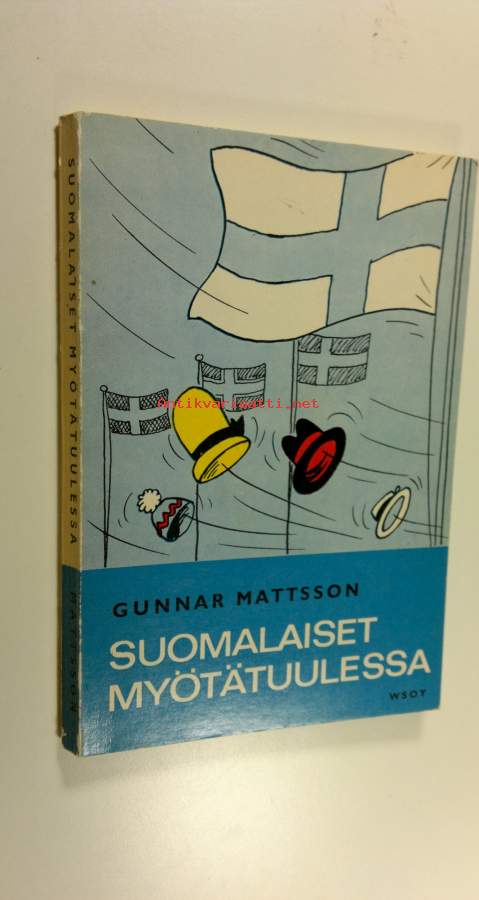 SUOMALAISET MYÖTÄTUULESSA
MATTSSON
Antikvariaatti.net
GUNNAR MATTSSON
SUOMALAISET
MYÖTÄTUULESSA
WSOY